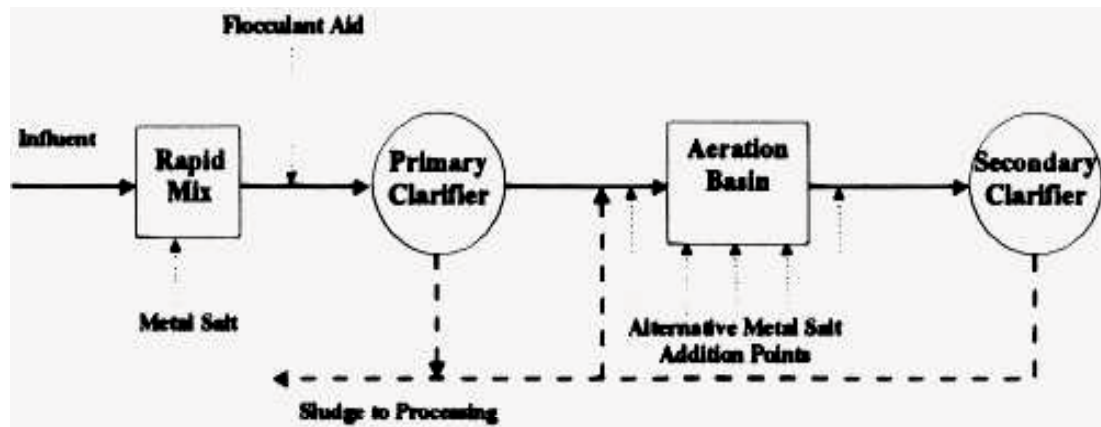 Flocculant Aid
Influent
Rapid
Mix
Primary
Clarifier
Aeration
Basin
Secondary
Clarifier
Metal Salt
Alternative Metal Salt
Addition Points
Sludge to Processing